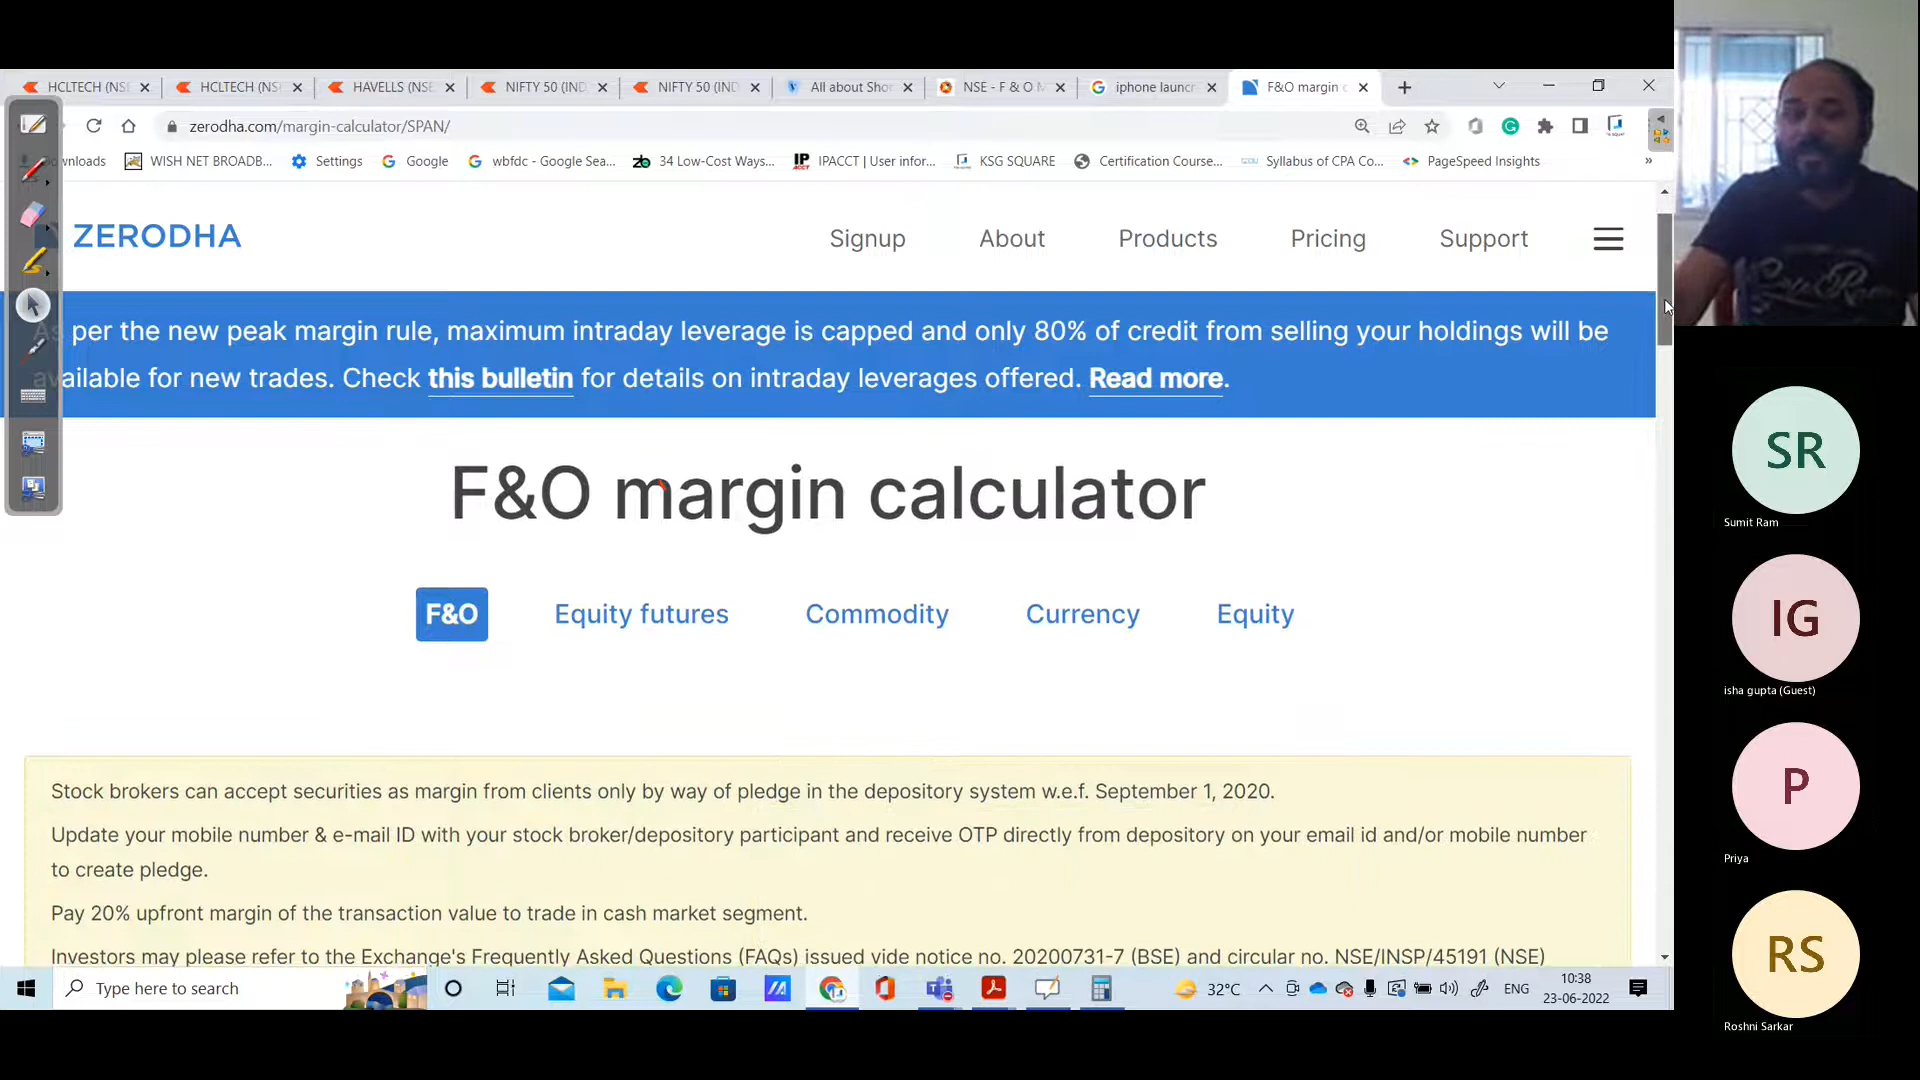 HCLTECH (NS
HCLTECH (NS
HAVELLS (NSE
NIFTY 50 (IND
NIFTY 50 (IND
All about Shor
NSE - F & O M
iphone launc
F&O margin c
zerodha.com/margin-calculator/SPAN/
wnloads
WISH NET BROADB...
Settings
Google
wbfdc - Google Sea...
34 Low-Cost Ways...
IPACCT | User infor...
KSG SQUARE
Certification Course...
Syllabus of CPA Co...
PageSpeed Insights
ZERODHA
Signup
About
Products
Pricing
Support
As per the new peak margin rule, maximum intraday leverage is capped and only 80% of credit from selling your holdings will be
available for new trades. Check this bulletin for details on intraday leverages offered. Read more.
F&O margin calculator
F&O
Equity futures
Commodity
Currency
Equity
Stock brokers can accept securities as margin from clients only by way of pledge in the depository system w.e.f. September 1, 2020.
Update your mobile number & e-mail ID with your stock broker/depository participant and receive OTP directly from depository on your email id and/or mobile number
to create pledge.
Pay 20% upfront margin of the transaction value to trade in cash market segment.
Investors may please refer to the Exchange's Frequently Asked Questions (FAQs) issued vide notice no. 20200731-7 (BSE) and circular no. NSE/INSP/45191 (NSE)
Type here to search
32°C
ENG
10:38
23-06-2022
SR
Sumit Ram
IG
isha gupta (Guest)
P
Priya
RS
Roshni Sarkar